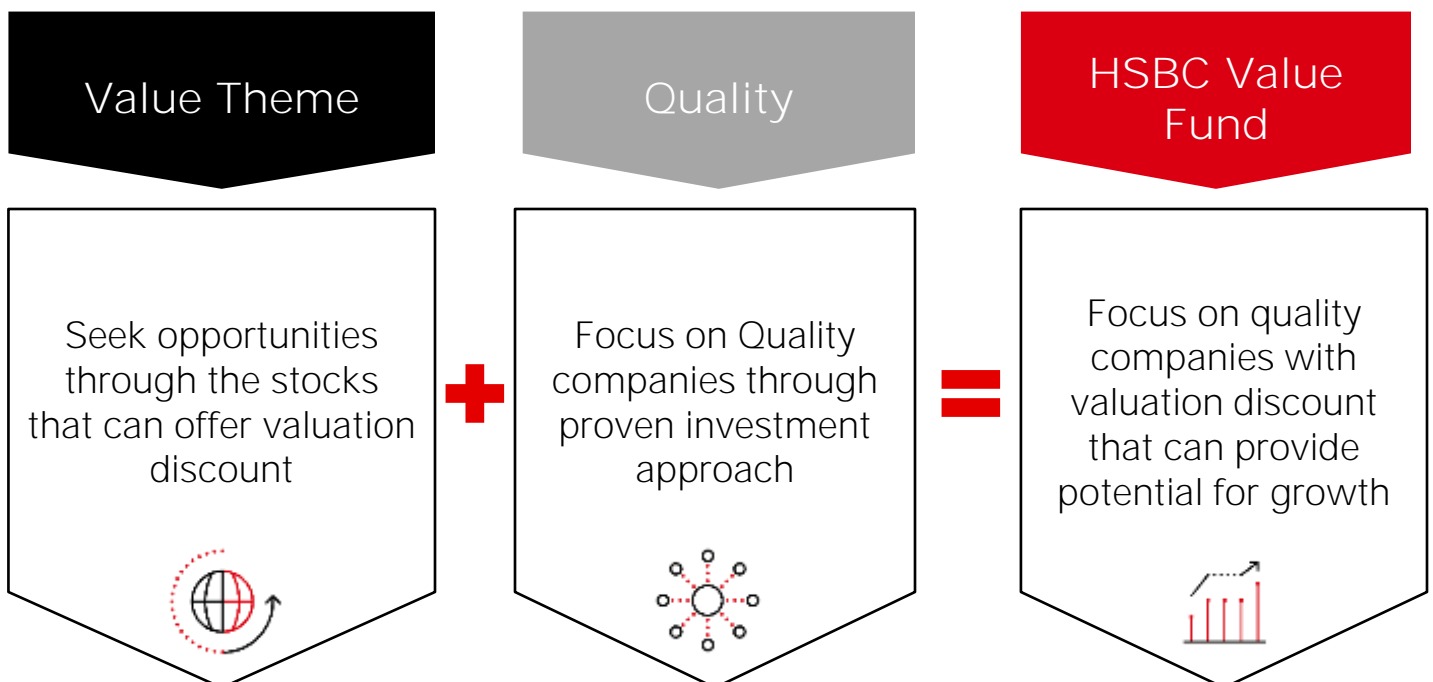 Value Theme
Seek opportunities
through the stocks
that can offer valuation
discount
Quality
Focus on Quality
companies through
proven investment
approach
HSBC Value
Fund
Focus on quality
companies with
valuation discount
that can provide
potential for growth